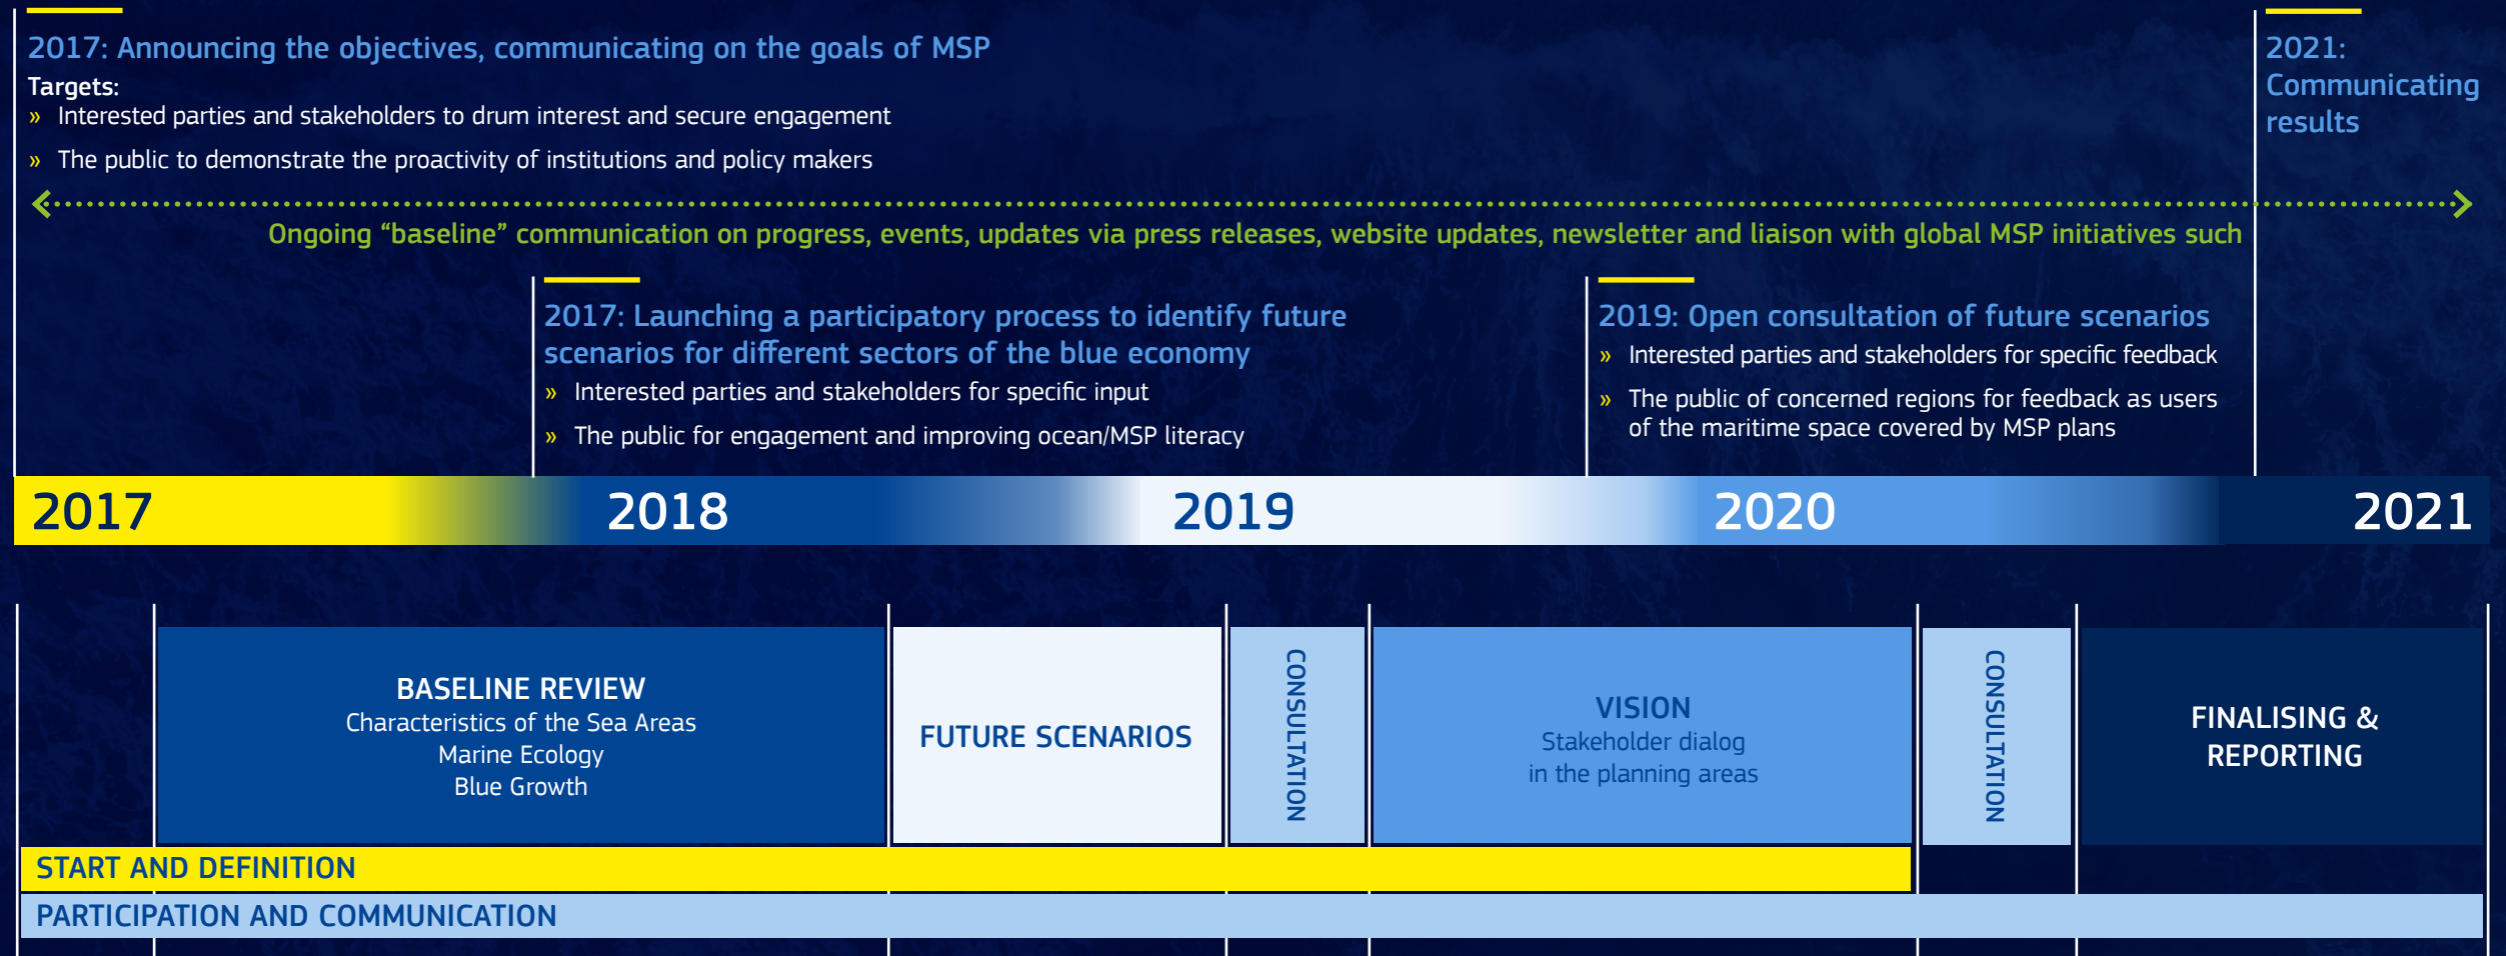 2017: Announcing the objectives, communicating on the goals of MSP
Targets:
» Interested parties and stakeholders to drum interest and secure engagement
» The public to demonstrate the proactivity of institutions and policy makers
2021:
Communicating
results
Ongoing “baseline” communication on progress, events, updates via press releases, website updates, newsletter and liaison with global MSP initiatives such
2017: Launching a participatory process to identify future
scenarios for different sectors of the blue economy
» Interested parties and stakeholders for specific input
» The public for engagement and improving ocean/MSP literacy
2019: Open consultation of future scenarios
» Interested parties and stakeholders for specific feedback
» The public of concerned regions for feedback as users
of the maritime space covered by MSP plans
2017
2018
2019
2020
2021
BASELINE REVIEW
Characteristics of the Sea Areas
Marine Ecology
Blue Growth
FUTURE SCENARIOS
CONSULTATION
VISION
Stakeholder dialog
in the planning areas
CONSULTATION
FINALISING &
REPORTING
START AND DEFINITION
PARTICIPATION AND COMMUNICATION